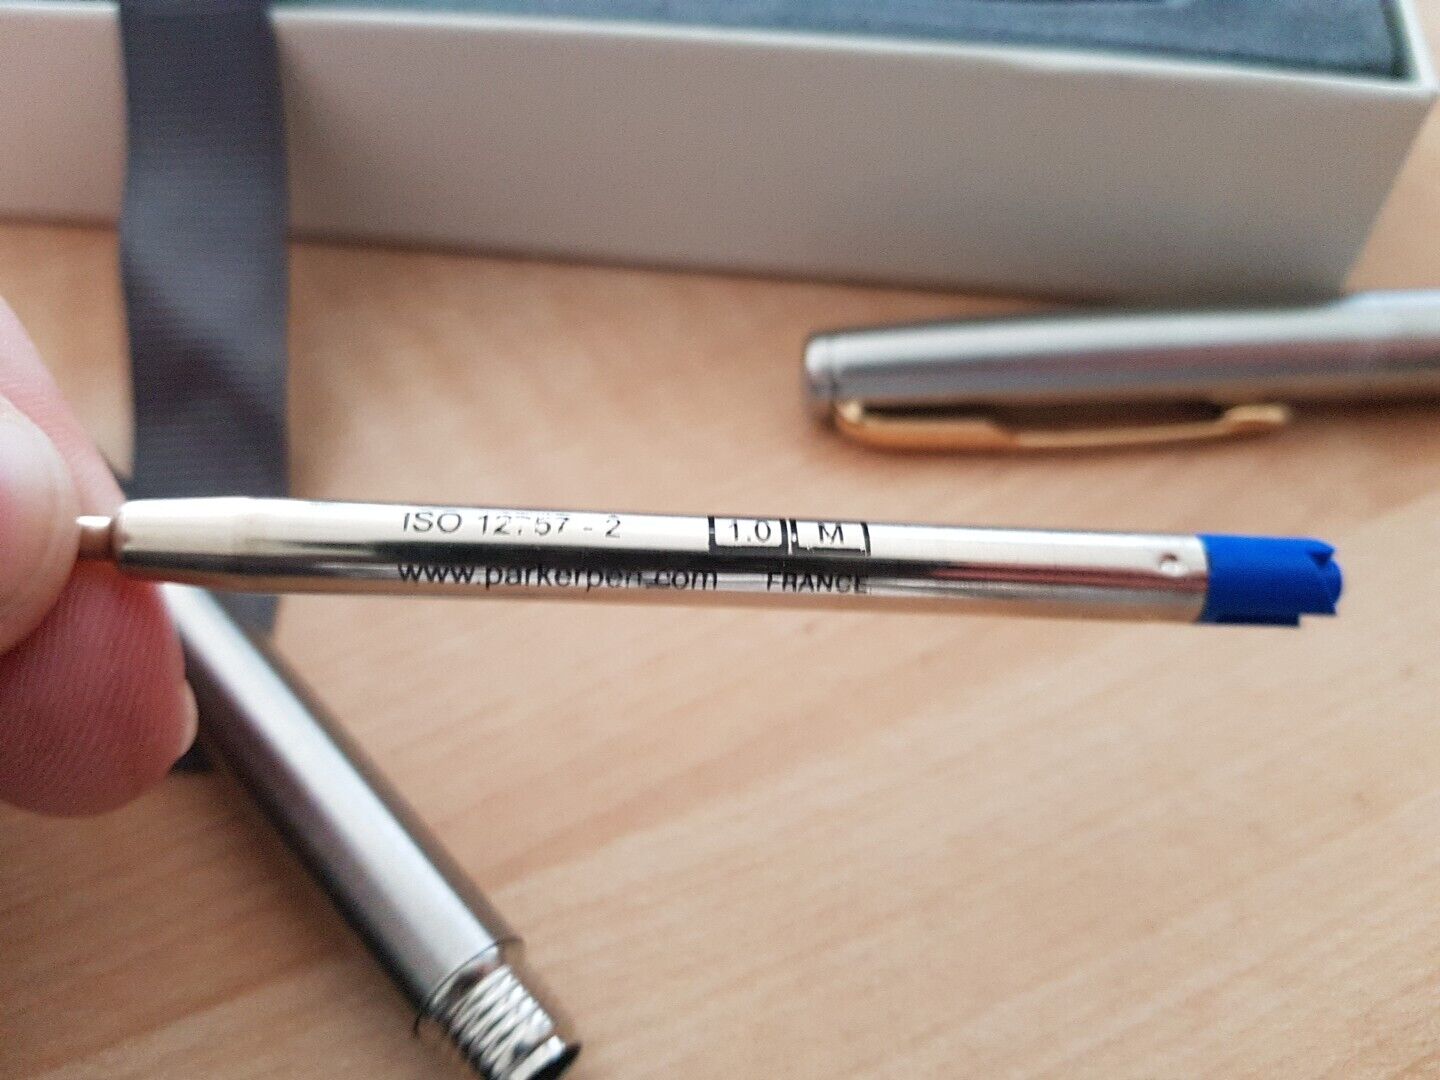 ISO 12757 - 2 1.0 M
www.parkerpen.com FRANCE